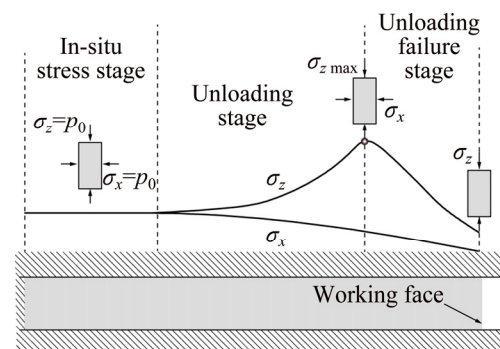 In-situ
stress stage
Unloading
stage
Unloading
failure
stage
σz=p0
σx=p0
σz max
σx
σz
σz
σx
Working face